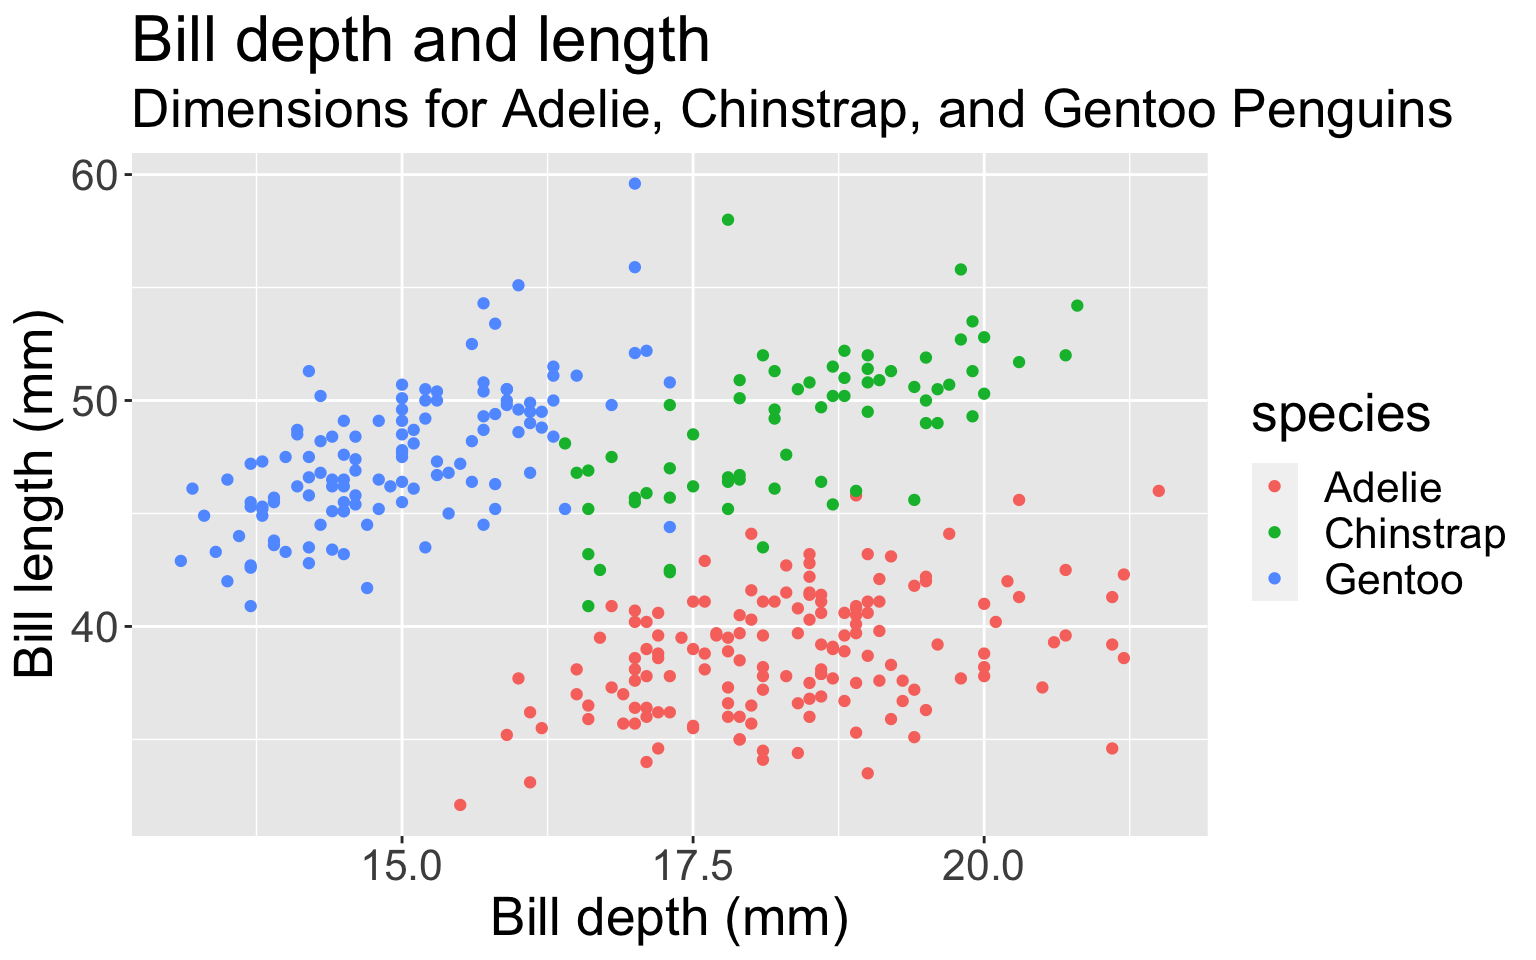 Bill depth and length
Dimensions for Adelie, Chinstrap, and Gentoo Penguins
60
50
40
Bill length (mm)
15.0 17.5 20.0
Bill depth (mm)
species
Adelie
Chinstrap
Gentoo